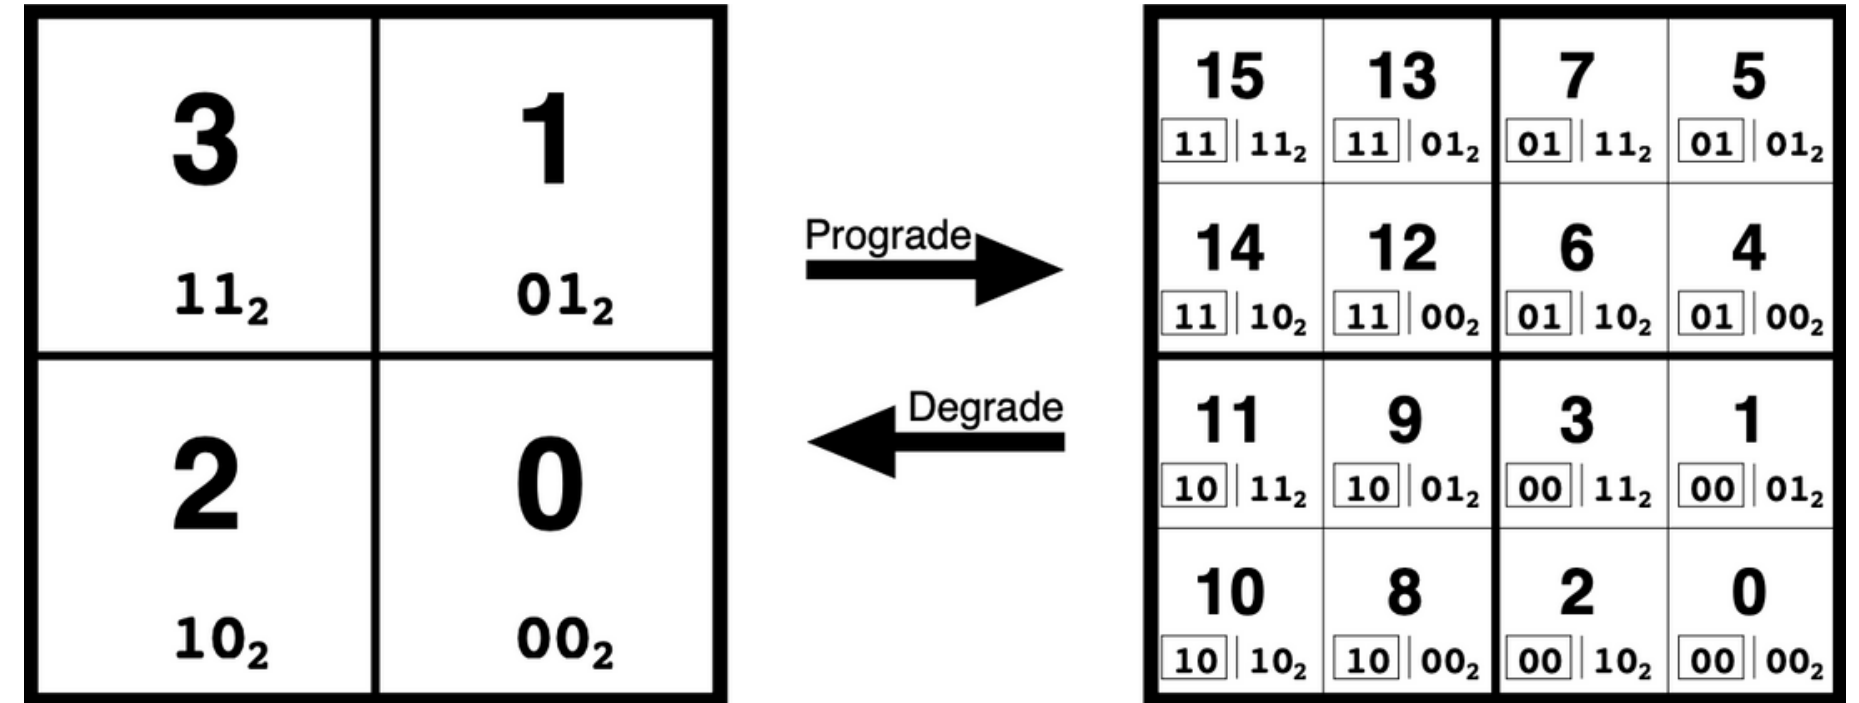 3 1
11₂ 01₂
2 0
10₂ 00₂
Prograde
Degrade
15 13 7 5
11 | 11₂ 11 | 01₂ 01 | 11₂ 01 | 01₂
14 12 6 4
11 | 10₂ 11 | 00₂ 01 | 10₂ 01 | 00₂
11 9 3 1
10 | 11₂ 10 | 01₂ 00 | 11₂ 00 | 01₂
10 8 2 0
10 | 10₂ 10 | 00₂ 00 | 10₂ 00 | 00₂